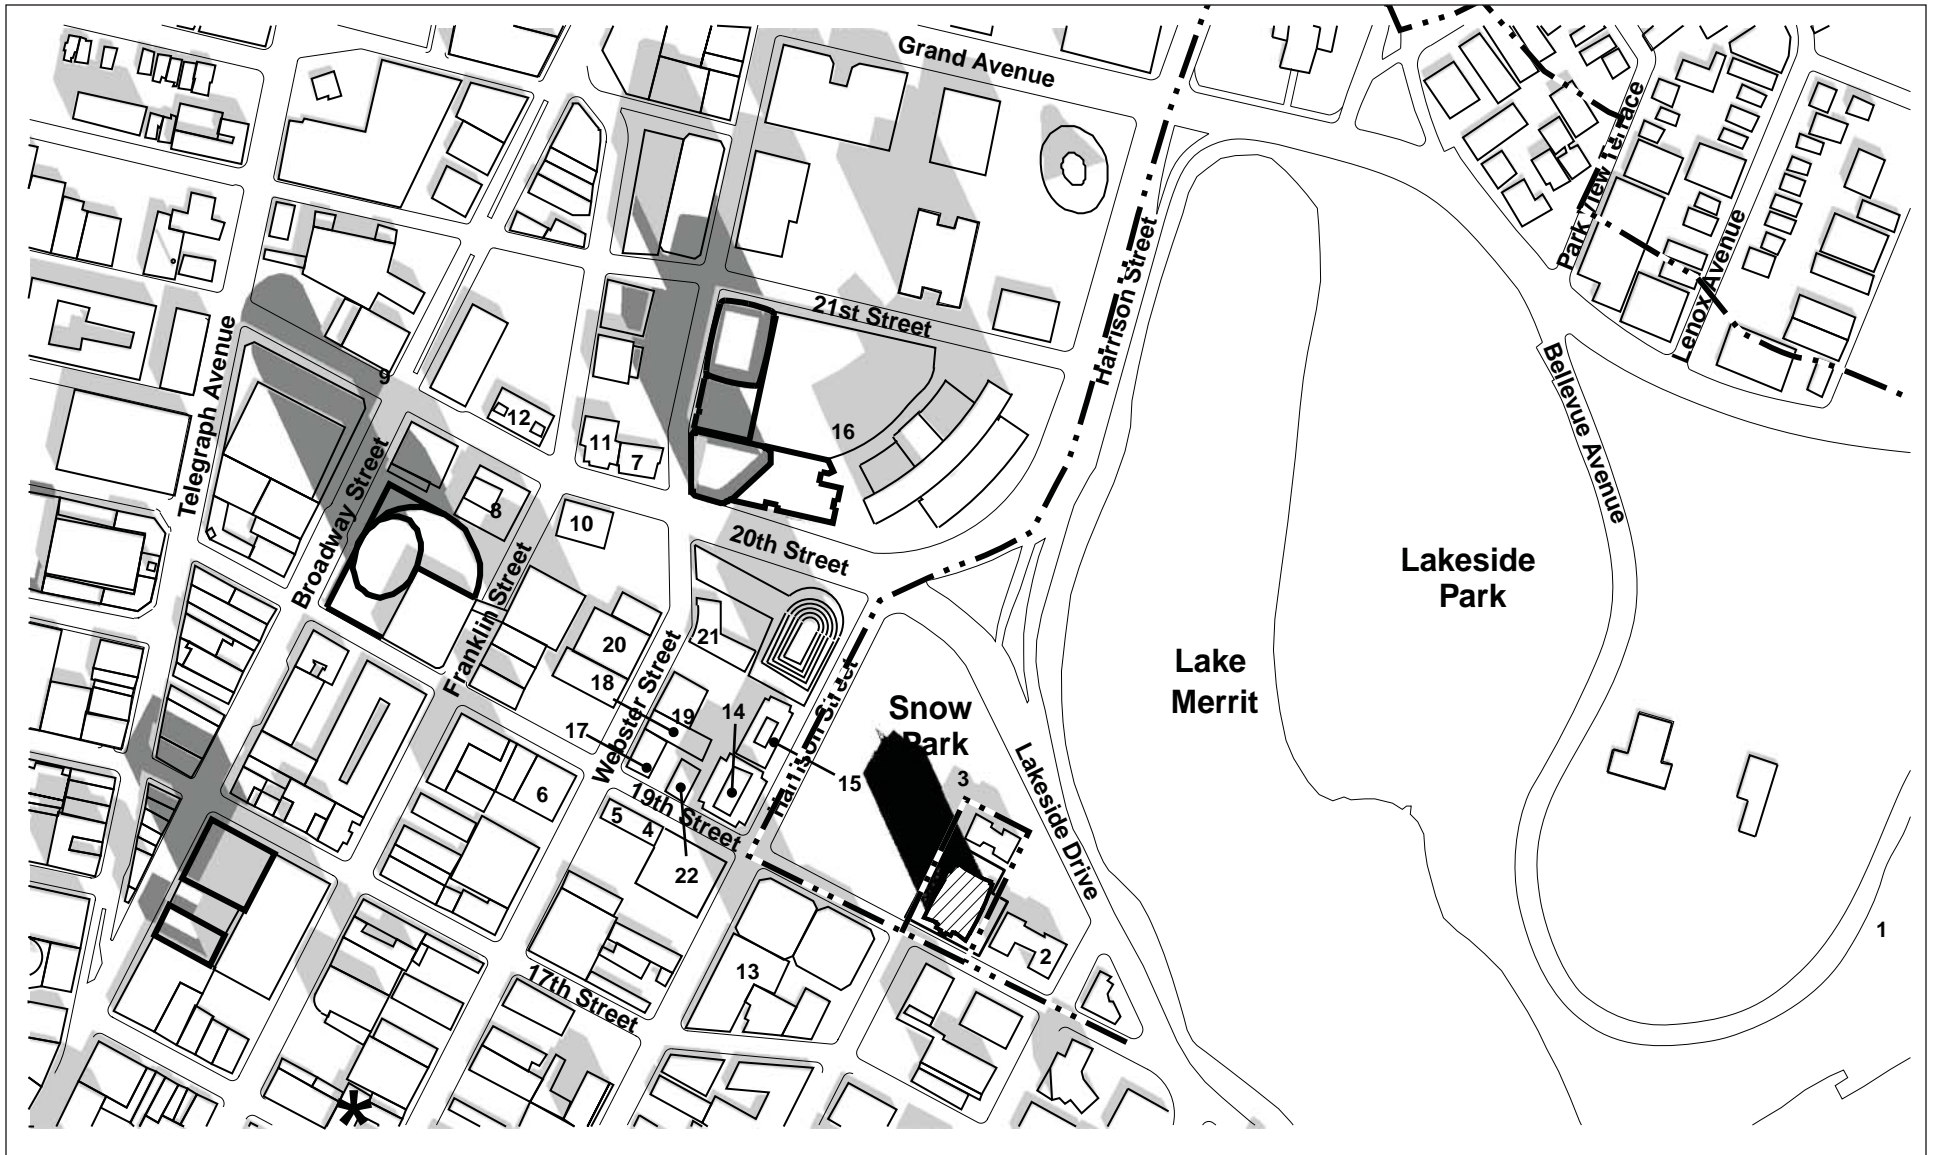 Grand Avenue
Park View Terrace
Lenox Avenue
Harrison Street
21st Street
Telegraph Avenue
9
12
11
7
16
Bellevue Avenue
Broadway Street
8
10
20th Street
Franklin Street
Lakeside
Park
20
21
18
Webster Street
Lake
Merrit
Snow
Park
17
19
14
Harrison Street
15
3
Lakeside Drive
6
19th Street
5
4
22
2
1
13
17th Street
*